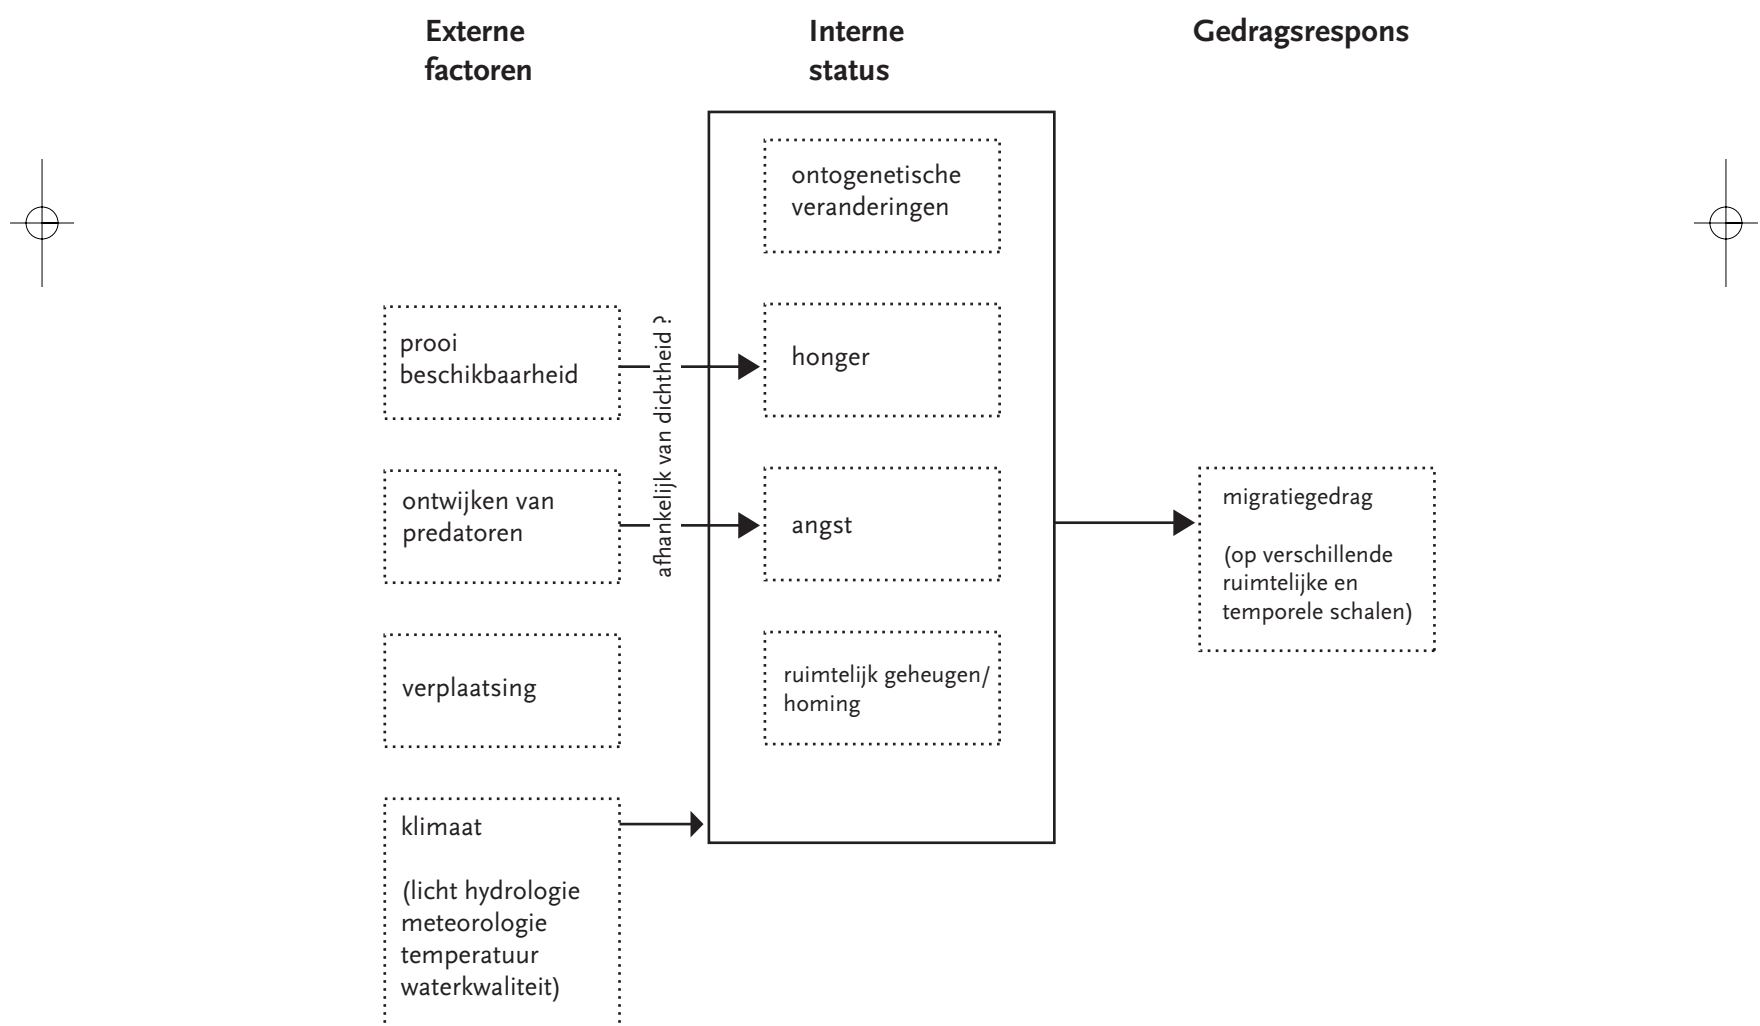 Externe
factoren
Interne
status
Gedragsrespons
prooi
beschikbaarheid
ontwijken van
predatoren
verplaatsing
klimaat
(licht hydrologie
meteorologie
temperatuur
waterkwaliteit)
afhankelijk van dichtheid ?
ontogenetische
veranderingen
honger
angst
ruimtelijk geheugen/
homing
migratiegedrag
(op verschillende
ruimtelijke en
temporele schalen)